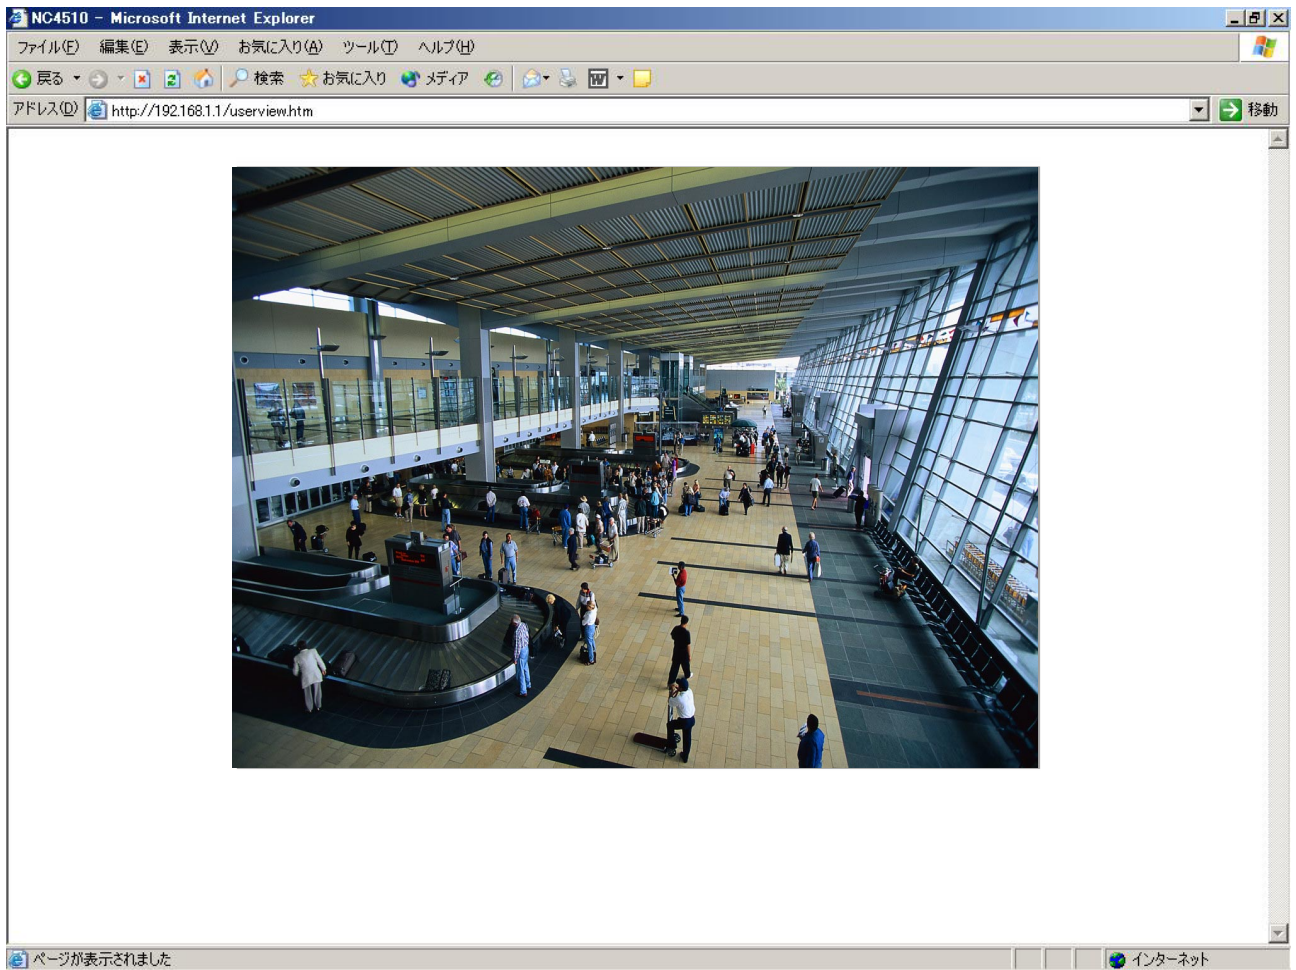 NC4510 - Microsoft Internet Explorer
ファイル(F) 編集(E) 表示(V) お気に入り(A) ツール(T) ヘルプ(H)
戻る 検索 お気に入り メディア
アドレス(D) http://192.168.1.1/userview.htm 移動
ページが表示されました インターネット